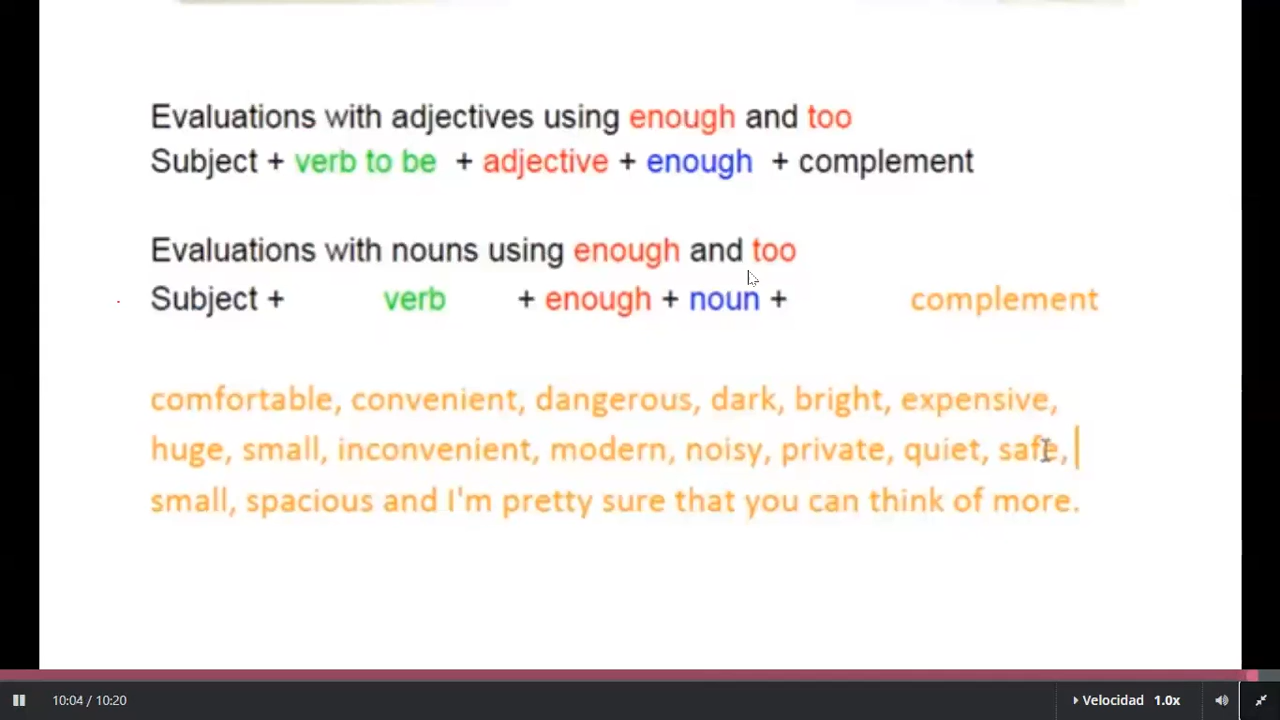 Evaluations with adjectives using enough and too
Subject + verb to be + adjective + enough + complement
Evaluations with nouns using enough and too
Subject + verb + enough + noun + complement
comfortable, convenient, dangerous, dark, bright, expensive,
huge, small, inconvenient, modern, noisy, private, quiet, safe,
small, spacious and I'm pretty sure that you can think of more.
10:04 / 10:20
Velocidad 1.0x